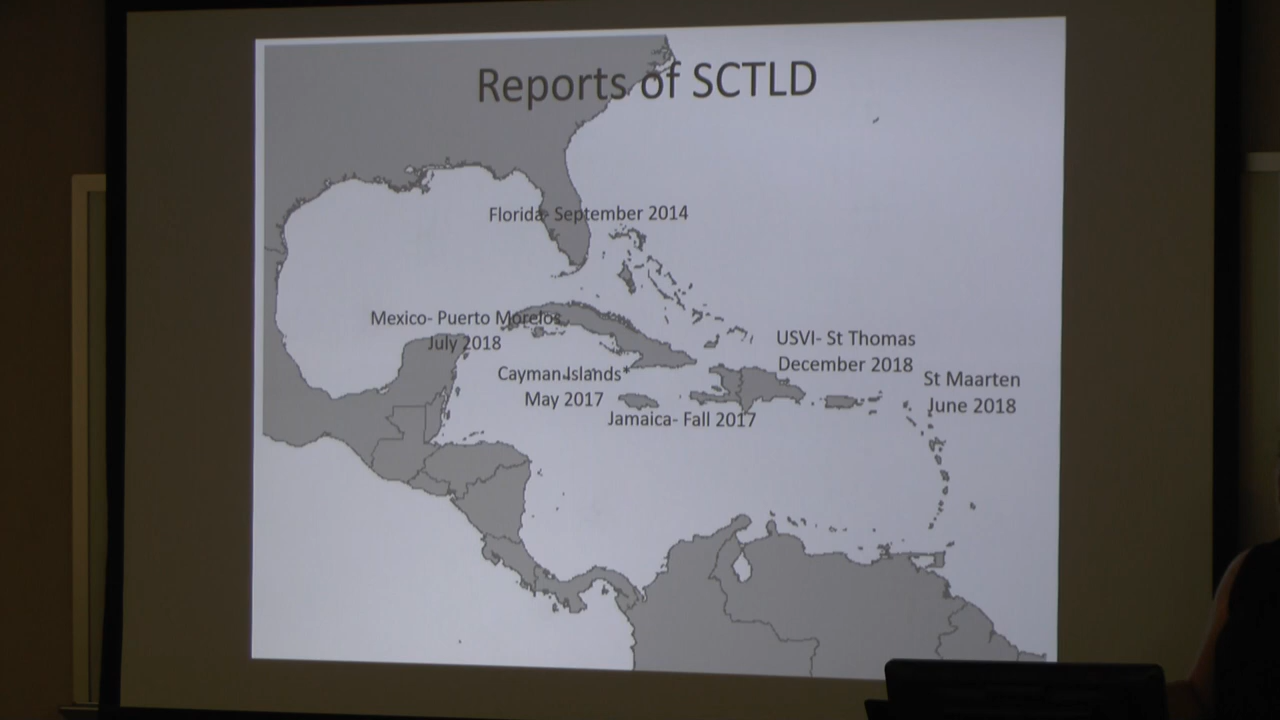 Reports of SCTLD
Florida- September 2014
Mexico- Puerto Morelos
July 2018
Cayman Islands*
May 2017
Jamaica- Fall 2017
USVI- St Thomas
December 2018
St Maarten
June 2018